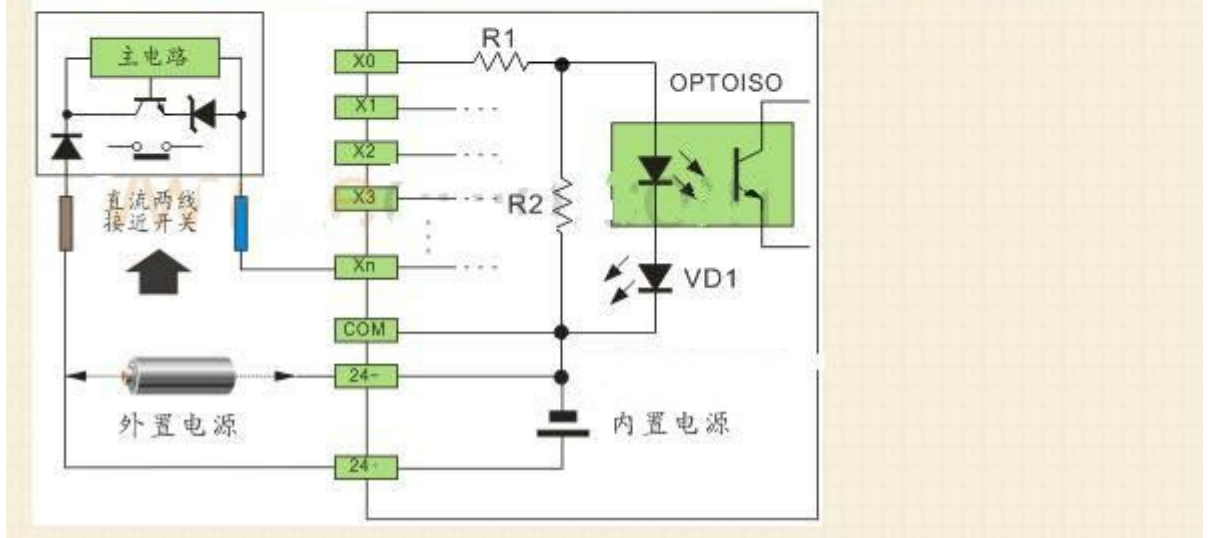 主电路
直流两线
接近开关
外置电源
X0
X1
X2
X3
Xn
COM
24-
24+
R1
R2
OPTOISO
VD1
内置电源